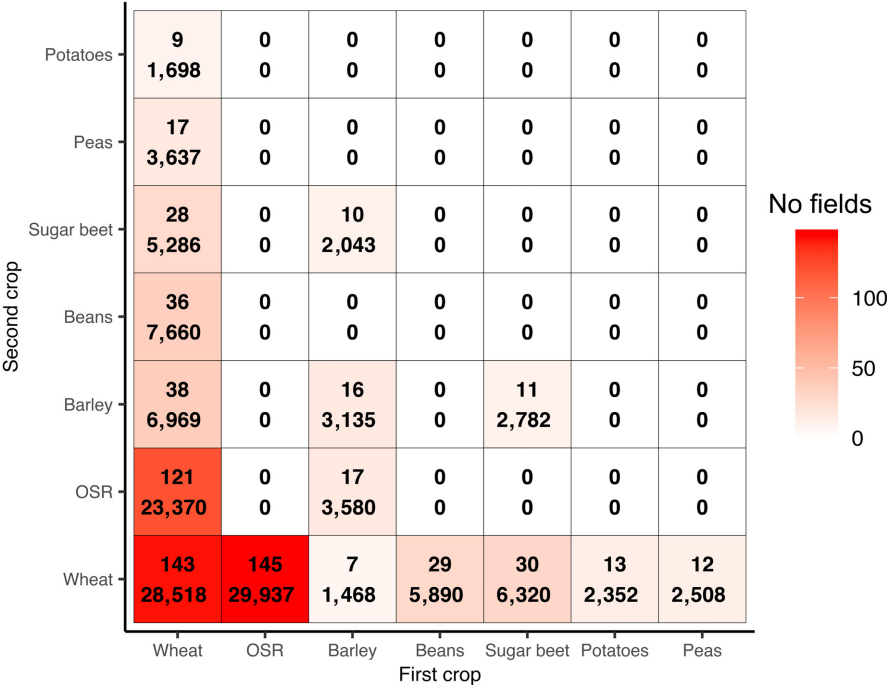 Second crop
Potatoes
9 0 0 0 0 0 0
1,698 0 0 0 0 0 0
Peas
17 0 0 0 0 0 0
3,637 0 0 0 0 0 0
Sugar beet
28 0 10 0 0 0 0
5,286 0 2,043 0 0 0 0
Beans
36 0 0 0 0 0 0
7,660 0 0 0 0 0 0
Barley
38 0 16 0 11 0 0
6,969 0 3,135 0 2,782 0 0
OSR
121 0 17 0 0 0 0
23,370 0 3,580 0 0 0 0
Wheat
143 145 7 29 30 13 12
28,518 29,937 1,468 5,890 6,320 2,352 2,508
Wheat OSR Barley Beans Sugar beet Potatoes Peas
First crop
No fields
100
50
0